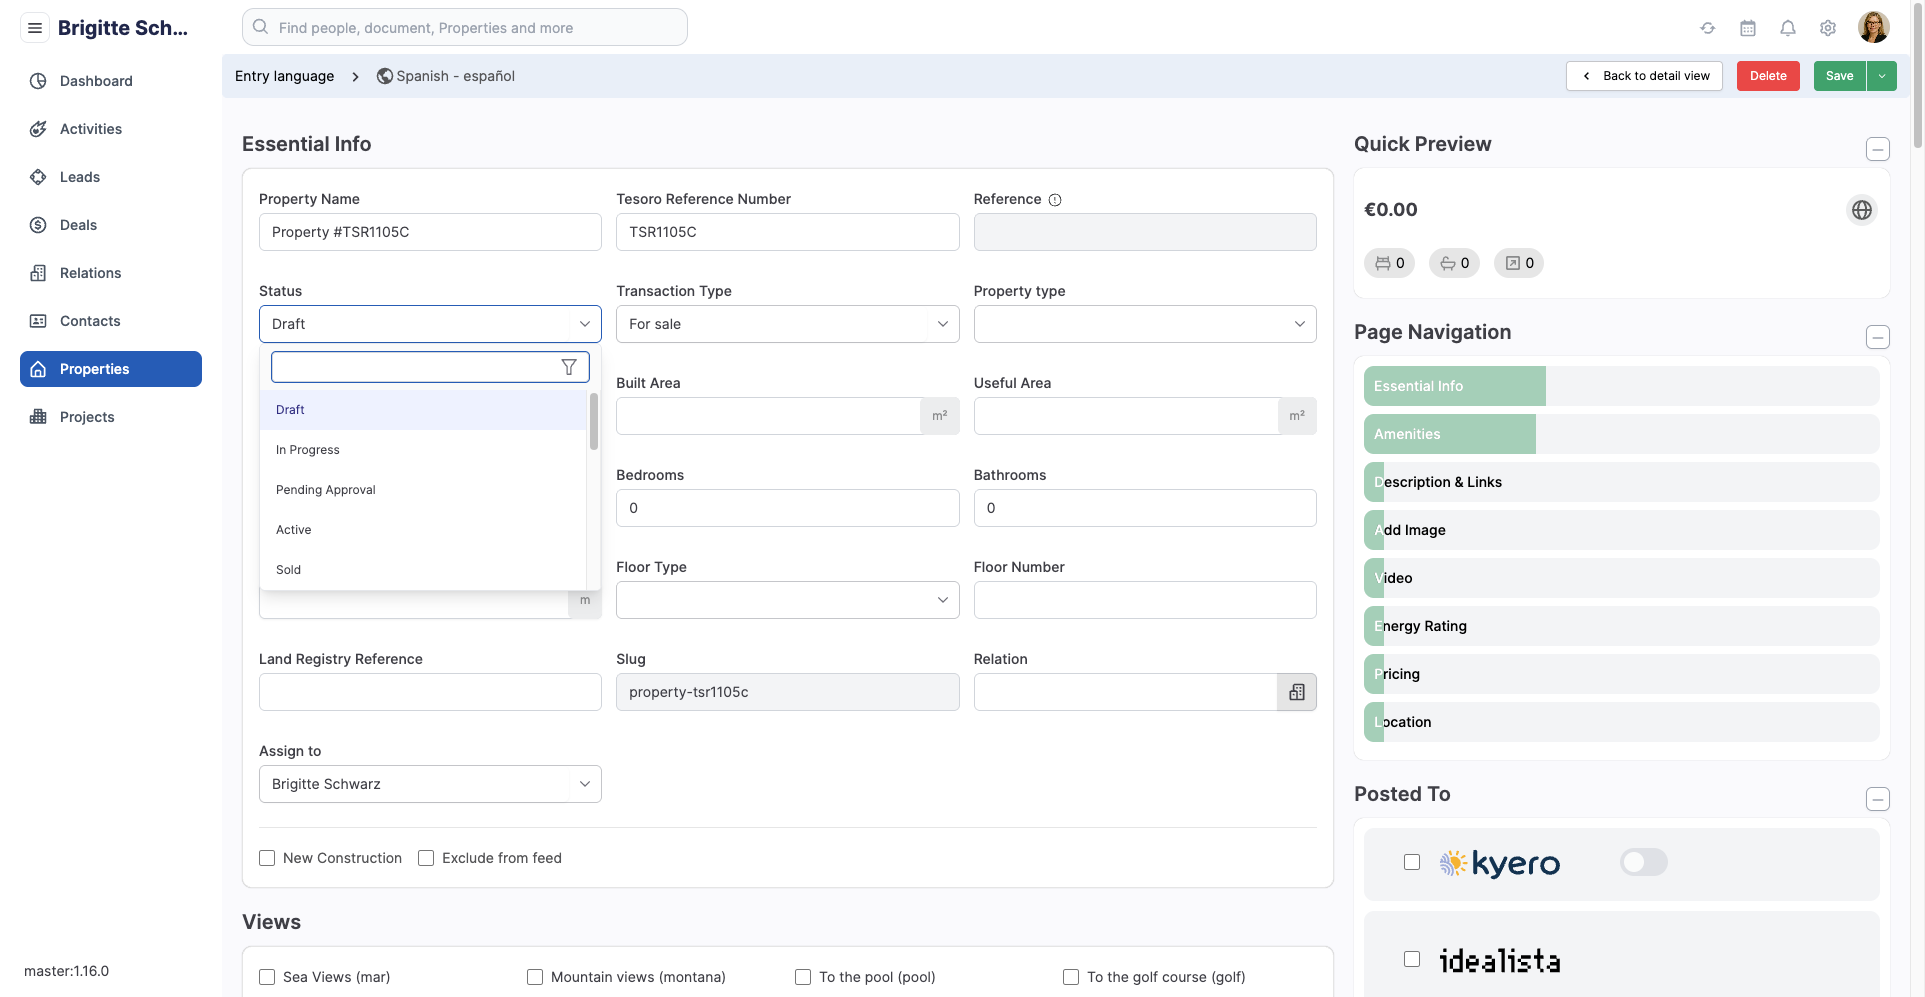 Brigitte Sch...
Find people, document, Properties and more
Entry language
Spanish - español
Back to detail view
Delete
Save
Dashboard
Activities
Leads
Deals
Relations
Contacts
Properties
Projects
master:1.16.0
Essential Info
Property Name
Tesoro Reference Number
Reference
Property #TSR1105C
TSR1105C
Status
Transaction Type
Property type
Draft
For sale
Draft
In Progress
Pending Approval
Active
Sold
Built Area
Useful Area
m²
m²
Bedrooms
Bathrooms
0
0
Floor Type
Floor Number
m
Land Registry Reference
Slug
Relation
property-tsr1105c
Assign to
Brigitte Schwarz
New Construction
Exclude from feed
Views
Sea Views (mar)
Mountain views (montana)
To the pool (pool)
To the golf course (golf)
Quick Preview
€0.00
0
0
0
Page Navigation
Essential Info
Amenities
Description & Links
Add Image
Video
Energy Rating
Pricing
Location
Posted To
kyero
idealista